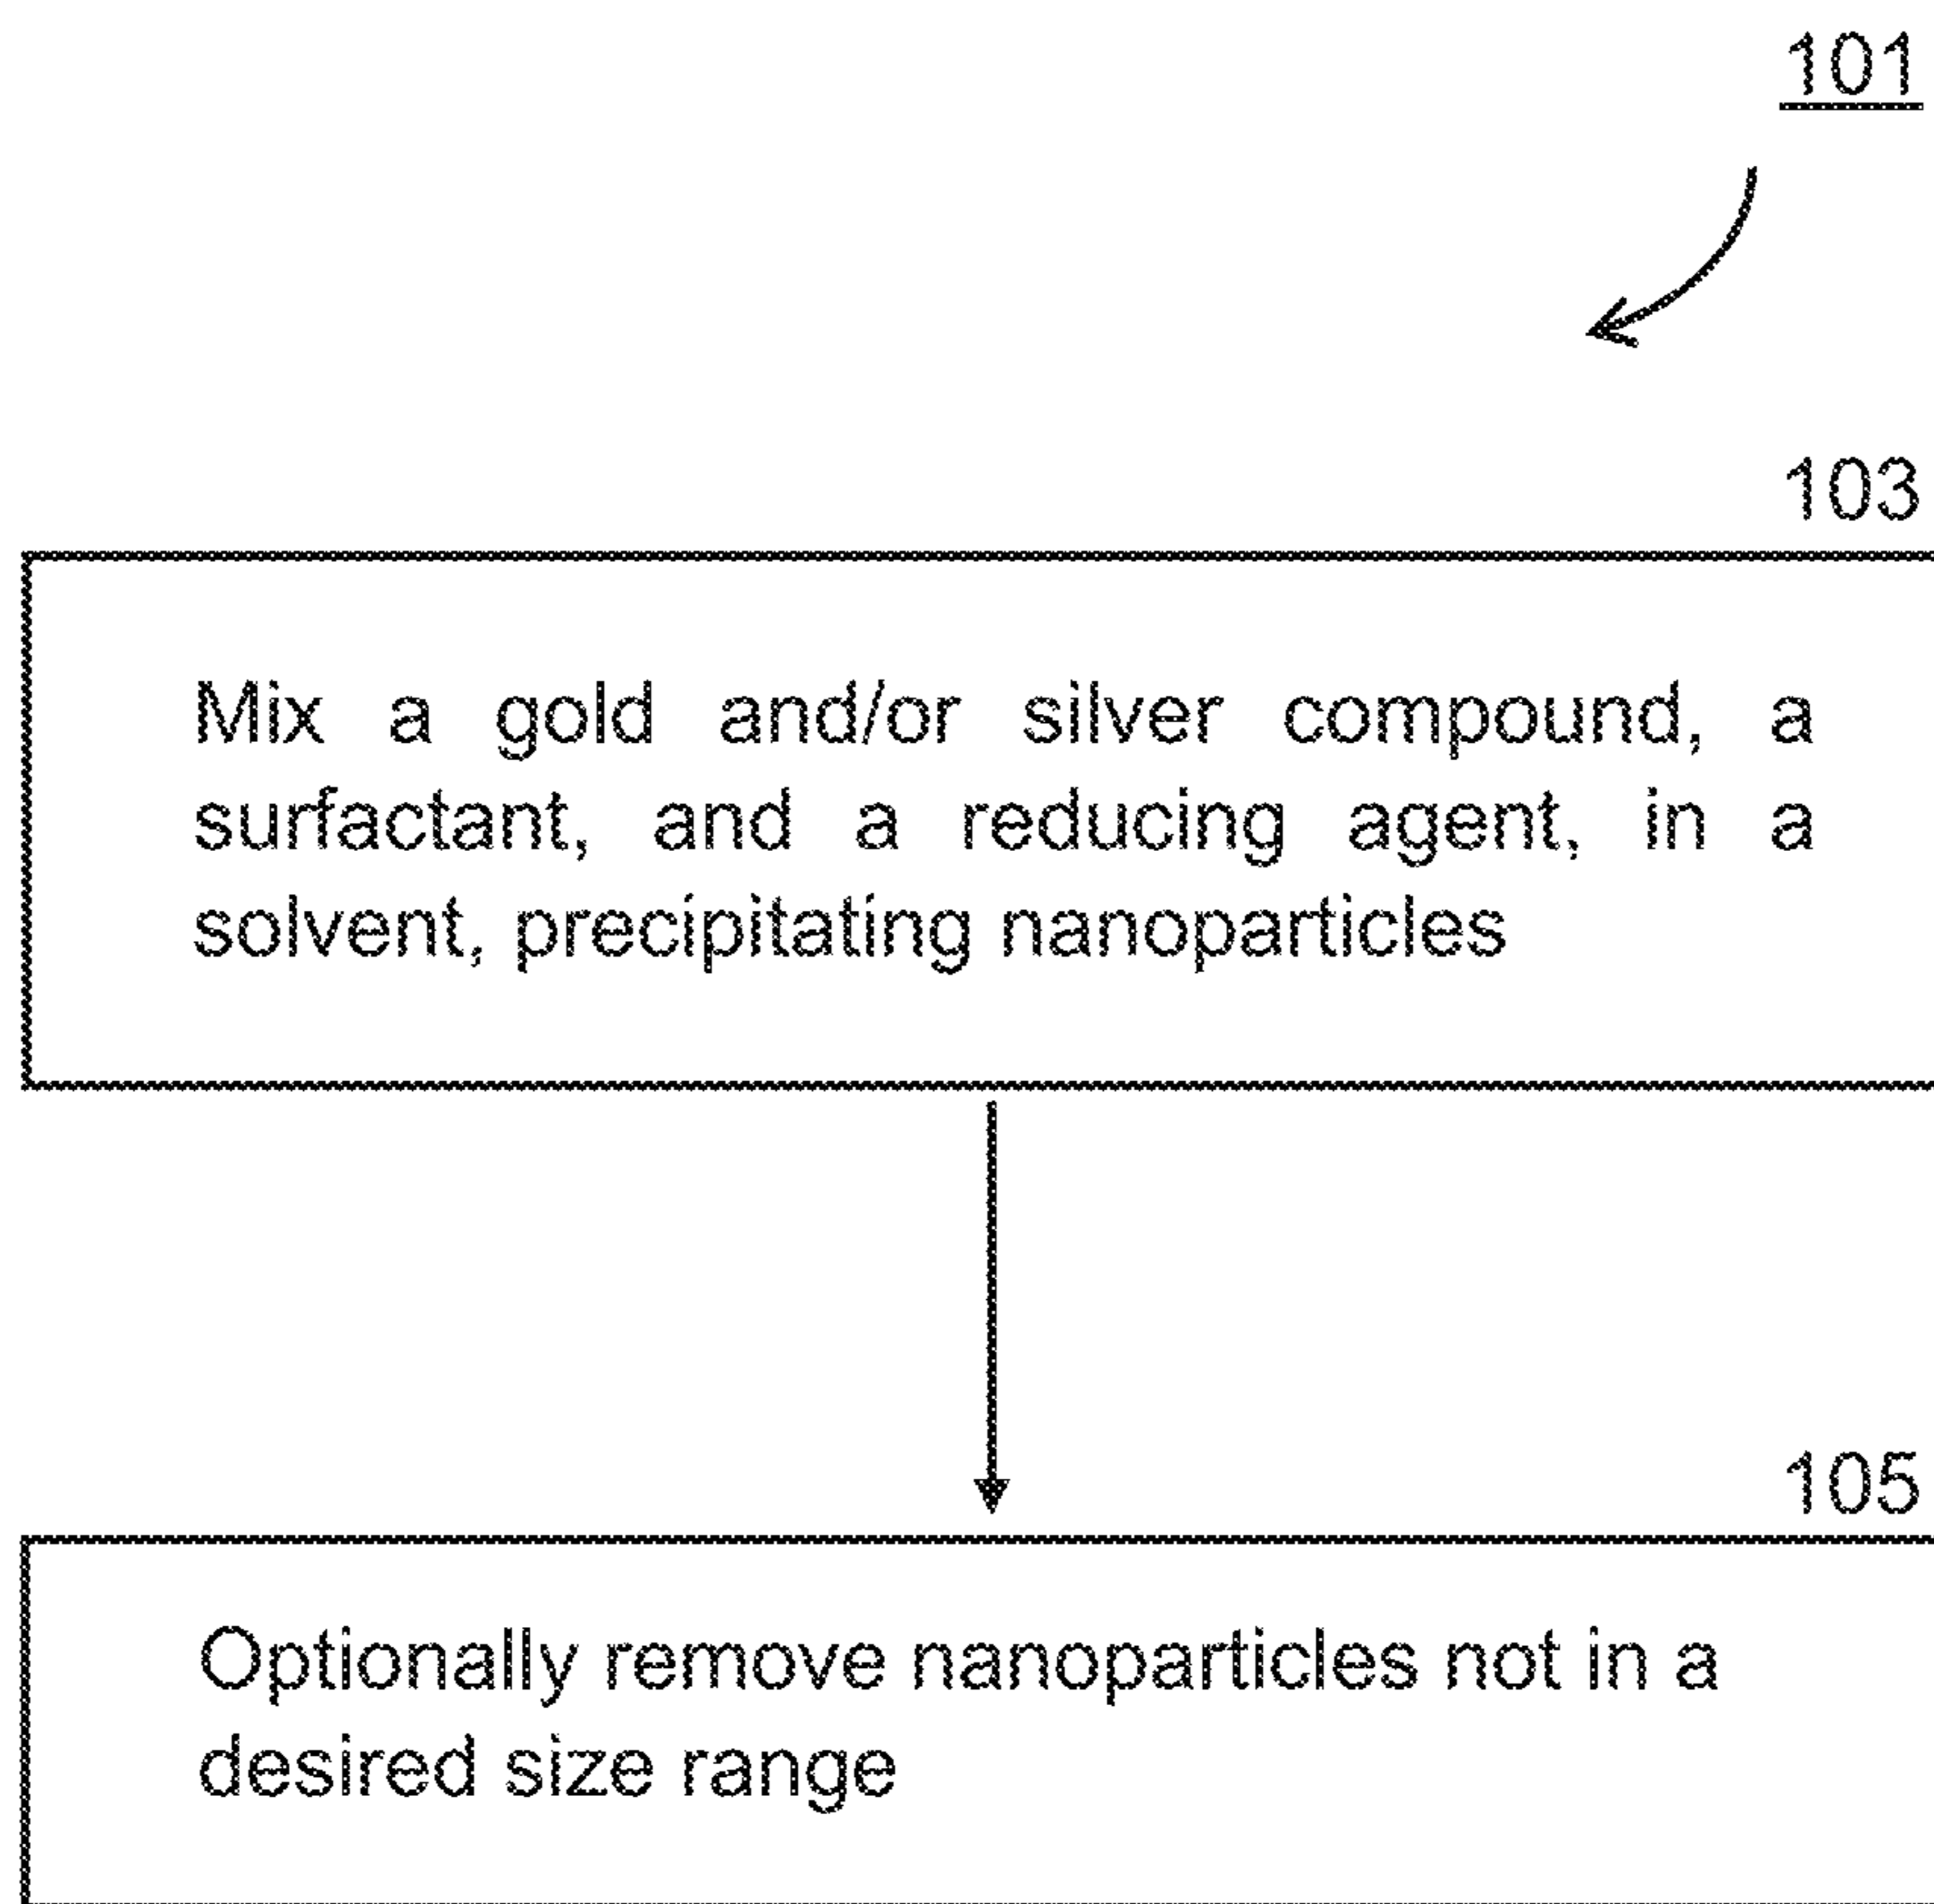 101
103
Mix a gold and/or silver compound, a
surfactant, and a reducing agent, in a
solvent, precipitating nanoparticles
105
Optionally remove nanoparticles not in a
desired size range